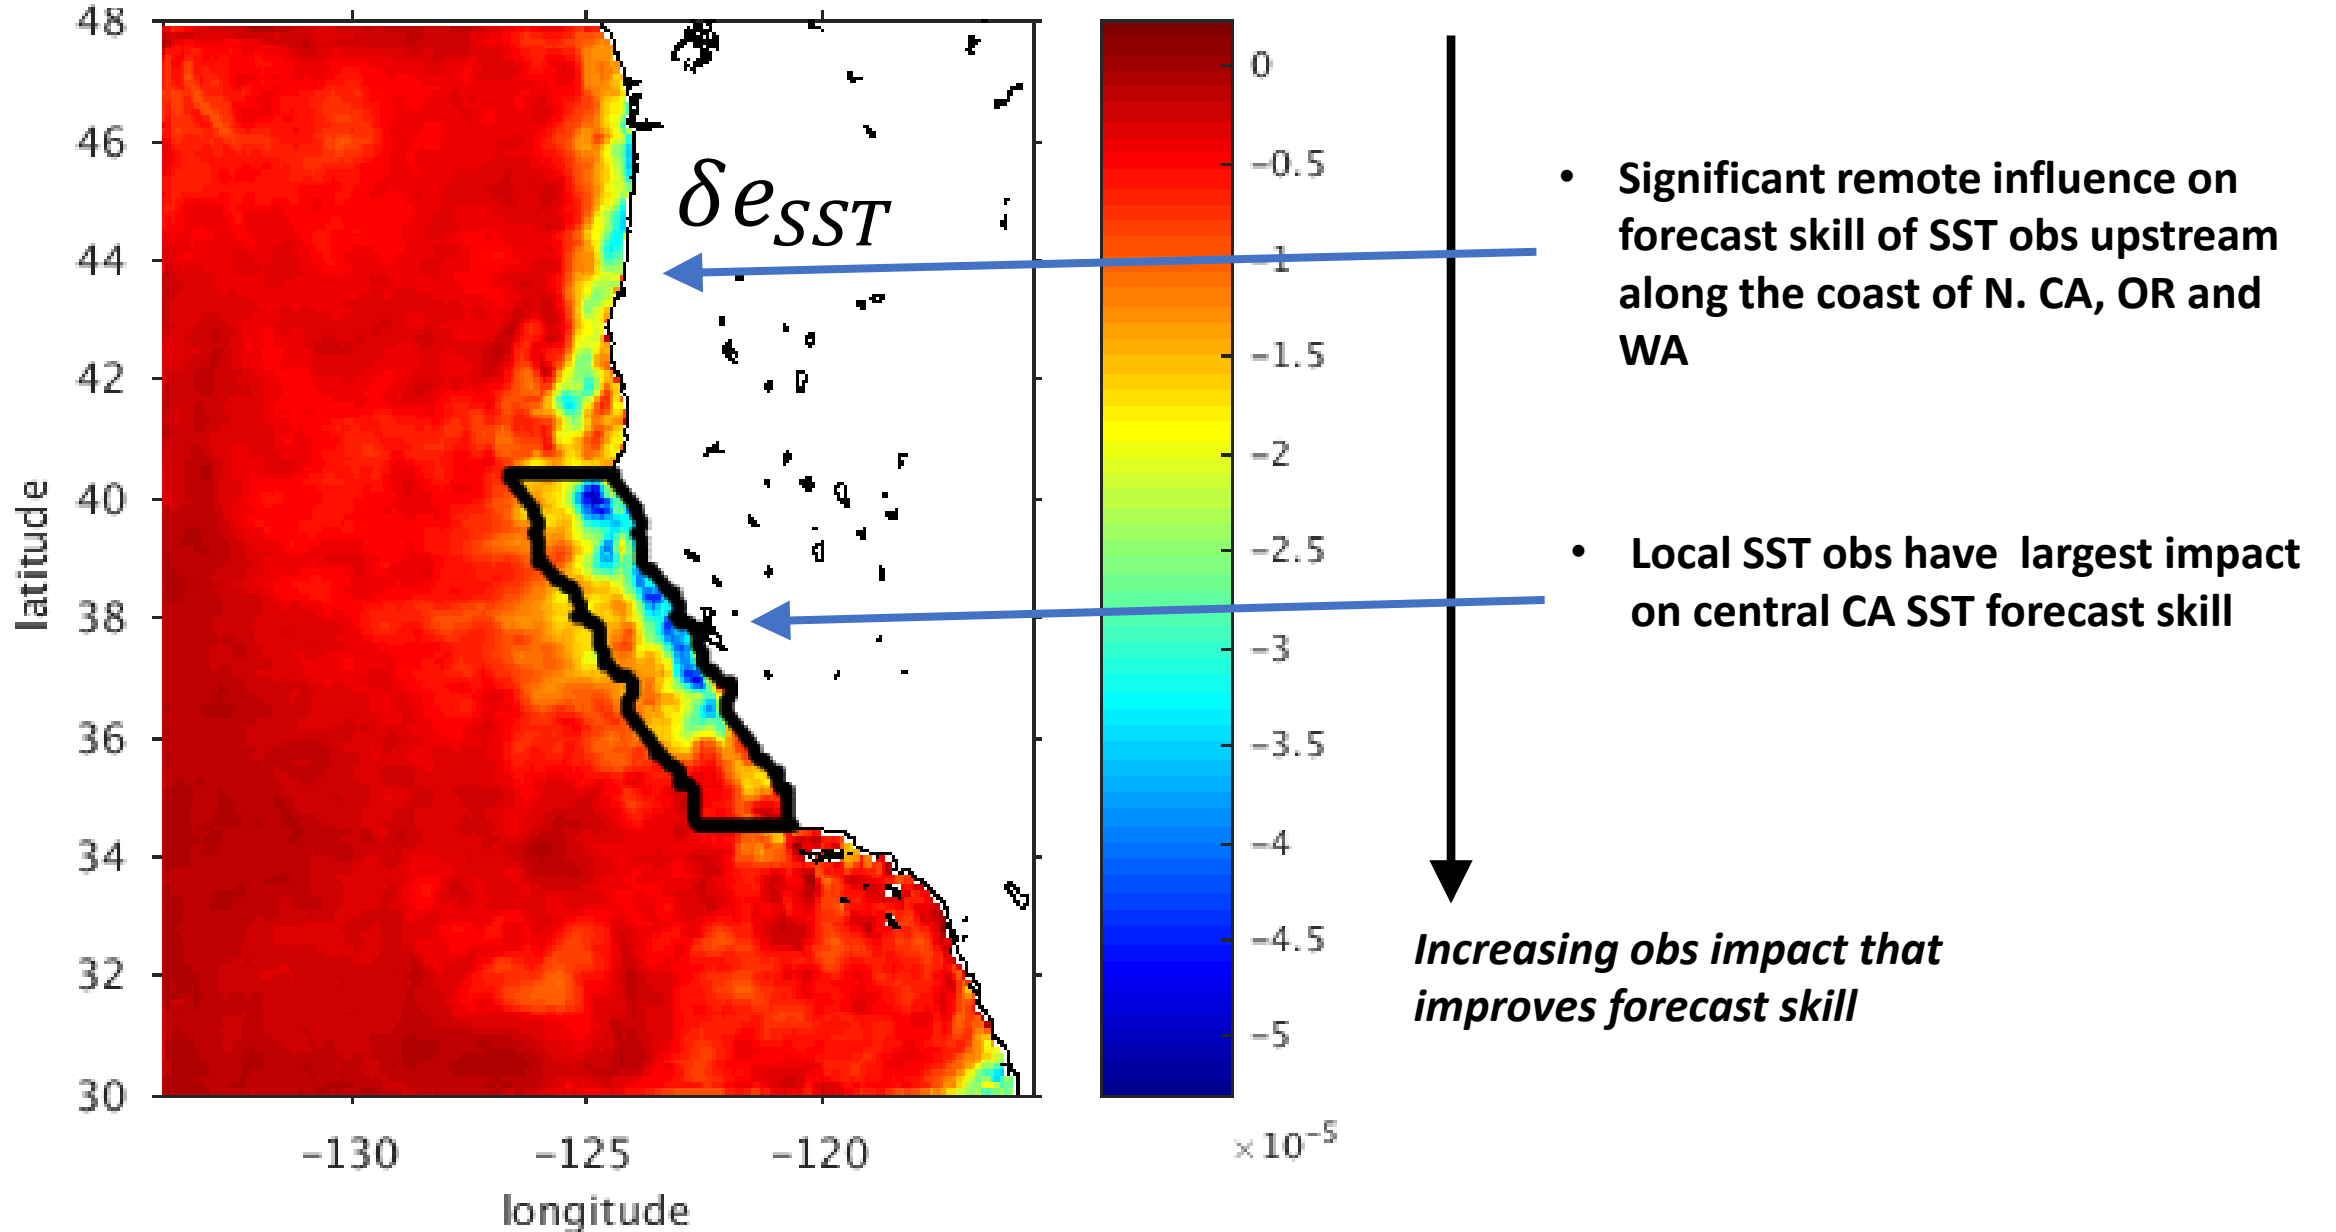 48
46
44
42
40
38
36
34
32
30
latitude
−130
−125
−120
longitude
δe_SST
0
−0.5
−1
−1.5
−2
−2.5
−3
−3.5
−4
−4.5
−5
×10⁻⁵
• Significant remote influence on
forecast skill of SST obs upstream
along the coast of N. CA, OR and
WA
• Local SST obs have  largest impact
on central CA SST forecast skill
Increasing obs impact that
improves forecast skill